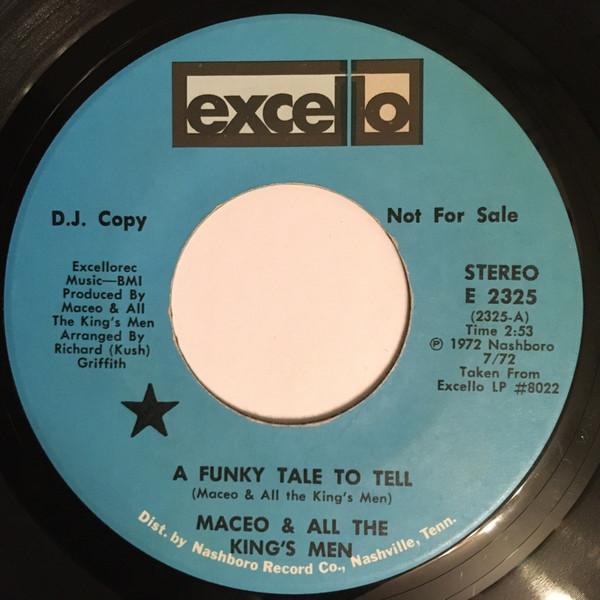 excello
D.J. Copy
Not For Sale
Excellorec
Music—BMI
Produced By
Maceo & All
The King's Men
Arranged By
Richard (Kush)
Griffith
STEREO
E 2325
(2325-A)
Time 2:53
℗ 1972 Nashboro
7/72
Taken From
Excello LP #8022
A FUNKY TALE TO TELL
(Maceo & All the King's Men)
MACEO & ALL THE
KING'S MEN
Dist. by Nashboro Record Co., Nashville, Tenn.